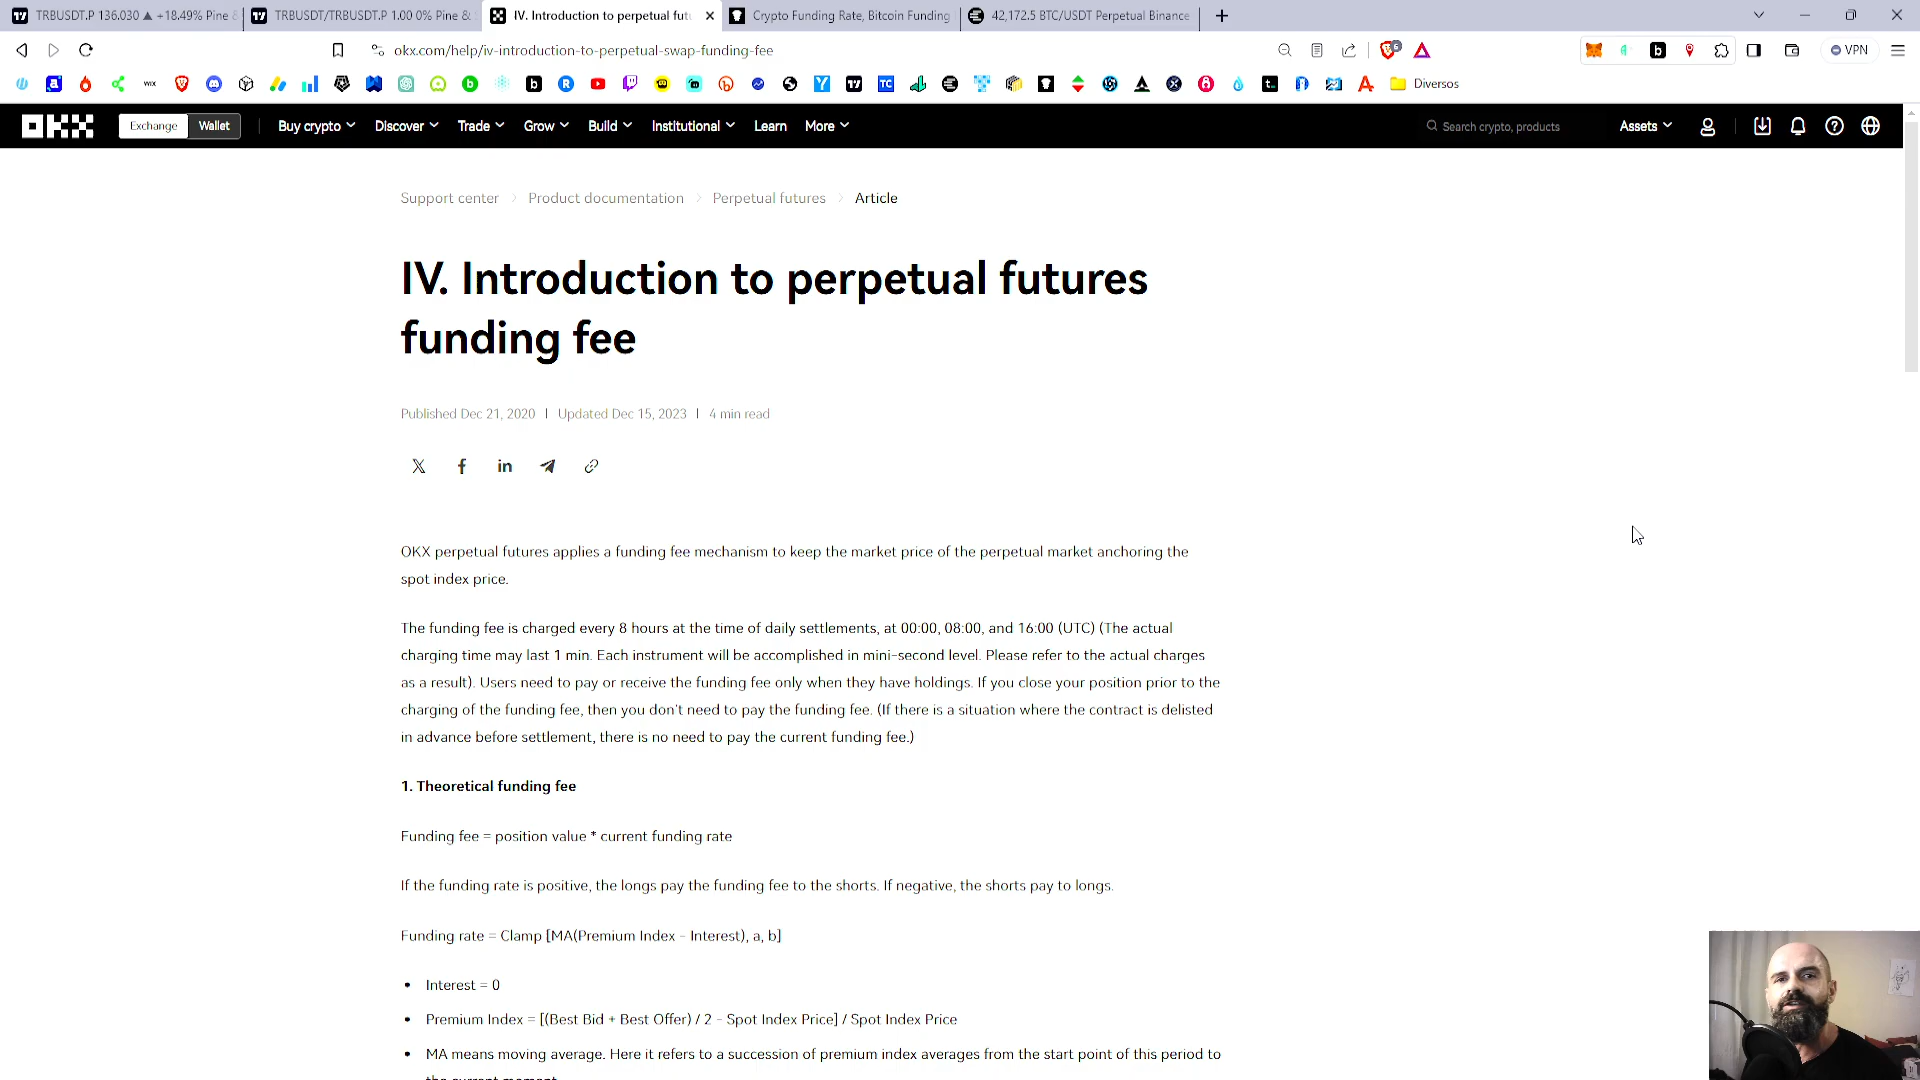 TRBUSDT.P 136.030 ▲ +18.49% Pine &
TRBUSDT/TRBUSDT.P 1.00 0% Pine &
IV. Introduction to perpetual fut
Crypto Funding Rate, Bitcoin Funding
42,172.5 BTC/USDT Perpetual Binance
okx.com/help/iv-introduction-to-perpetual-swap-funding-fee
6
VPN
WiX
TC
Diversos
OKX
Exchange
Wallet
Buy crypto
Discover
Trade
Grow
Build
Institutional
Learn
More
Search crypto, products
Assets
Support center
Product documentation
Perpetual futures
Article
IV. Introduction to perpetual futures
funding fee
Published Dec 21, 2020 | Updated Dec 15, 2023 | 4 min read
OKX perpetual futures applies a funding fee mechanism to keep the market price of the perpetual market anchoring the
spot index price.
The funding fee is charged every 8 hours at the time of daily settlements, at 00:00, 08:00, and 16:00 (UTC) (The actual
charging time may last 1 min. Each instrument will be accomplished in mini-second level. Please refer to the actual charges
as a result). Users need to pay or receive the funding fee only when they have holdings. If you close your position prior to the
charging of the funding fee, then you don't need to pay the funding fee. (If there is a situation where the contract is delisted
in advance before settlement, there is no need to pay the current funding fee.)
1. Theoretical funding fee
Funding fee = position value * current funding rate
If the funding rate is positive, the longs pay the funding fee to the shorts. If negative, the shorts pay to longs.
Funding rate = Clamp [MA(Premium Index - Interest), a, b]
• Interest = 0
• Premium Index = [(Best Bid + Best Offer) / 2 - Spot Index Price] / Spot Index Price
• MA means moving average. Here it refers to a succession of premium index averages from the start point of this period to
the current moment.